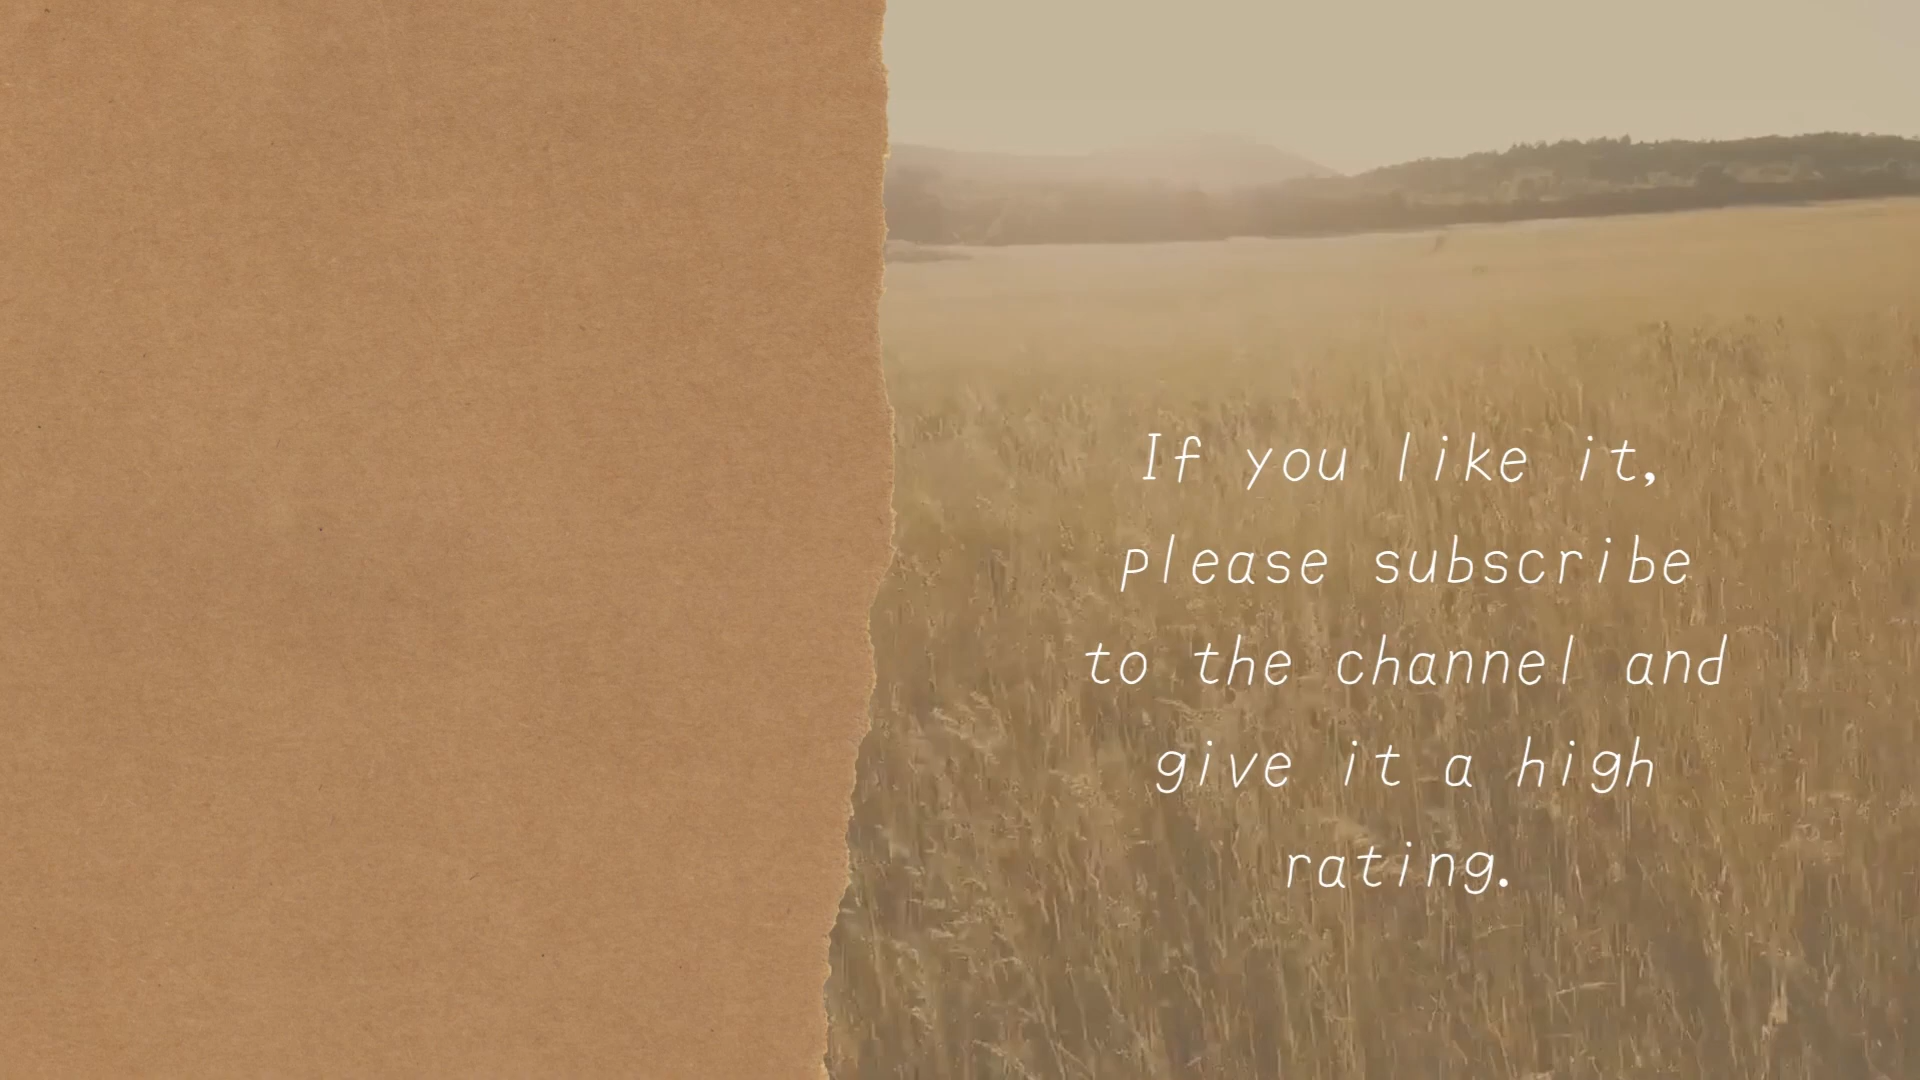 If you like it,
please subscribe
to the channel and
give it a high
rating.